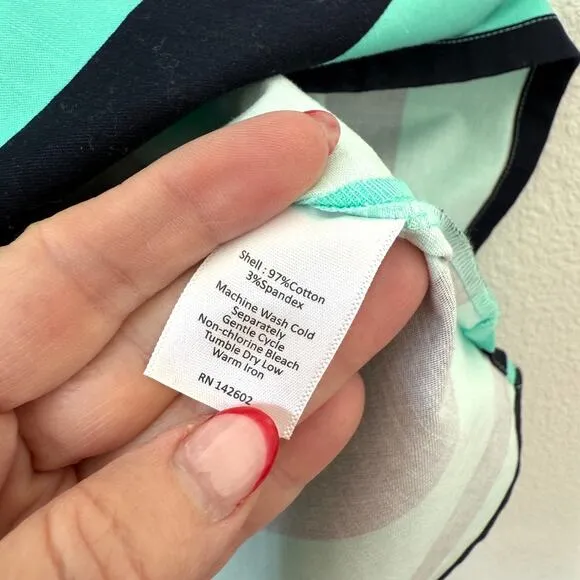 Shell : 97%Cotton
3%Spandex
Machine Wash Cold
Separately
Gentle Cycle
Non-chlorine Bleach
Tumble Dry Low
Warm Iron
RN 142602